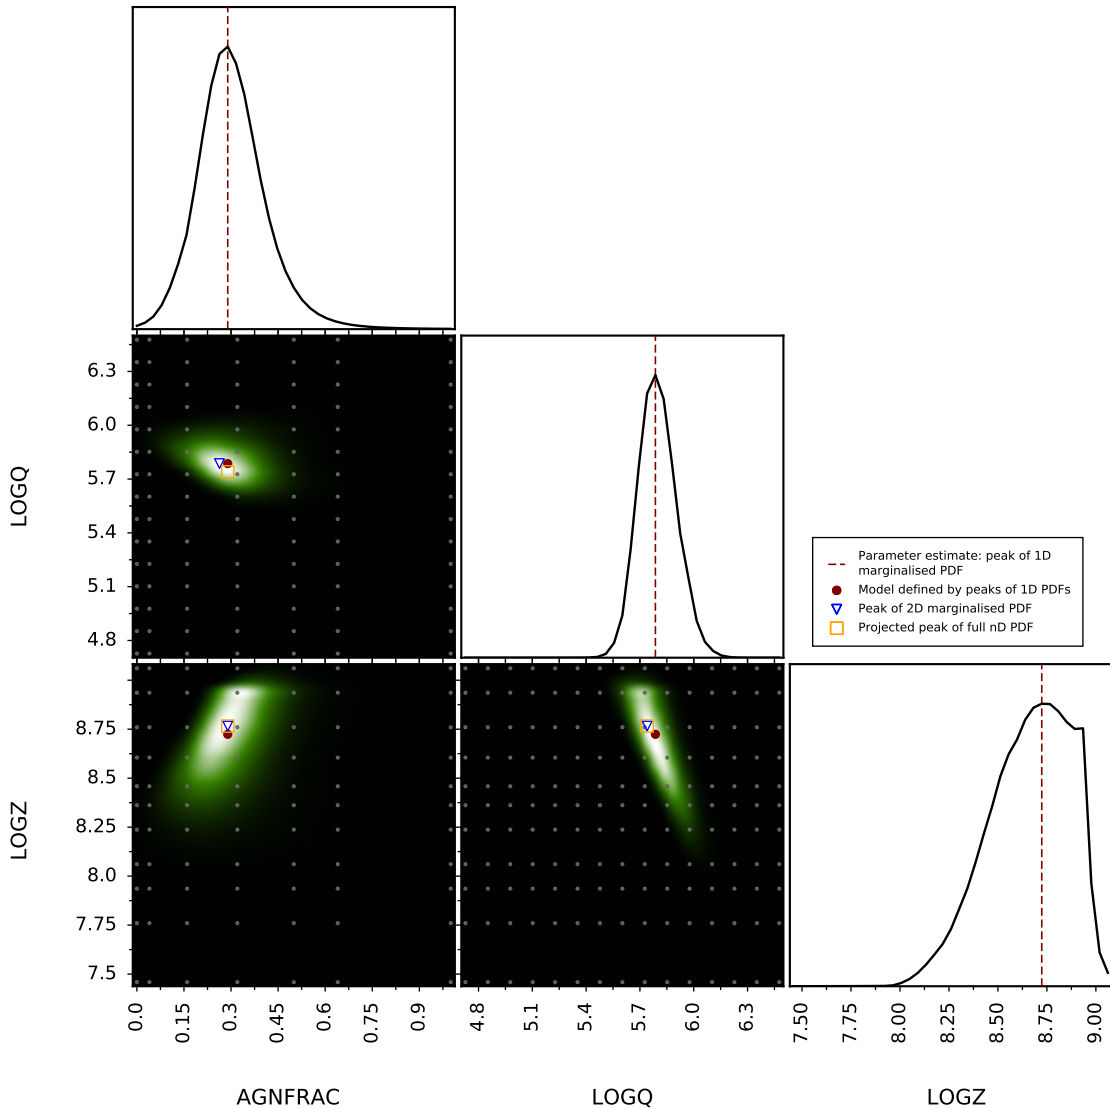 6.3
6.0
5.7
5.4
5.1
4.8
LOGQ
Parameter estimate: peak of 1D
marginalised PDF
Model defined by peaks of 1D PDFs
Peak of 2D marginalised PDF
Projected peak of full nD PDF
8.75
8.5
8.25
8.0
7.75
7.5
LOGZ
0.0 0.15 0.3 0.45 0.6 0.75 0.9
4.8 5.1 5.4 5.7 6.0 6.3
7.50 7.75 8.00 8.25 8.50 8.75 9.00
AGNFRAC LOGQ LOGZ